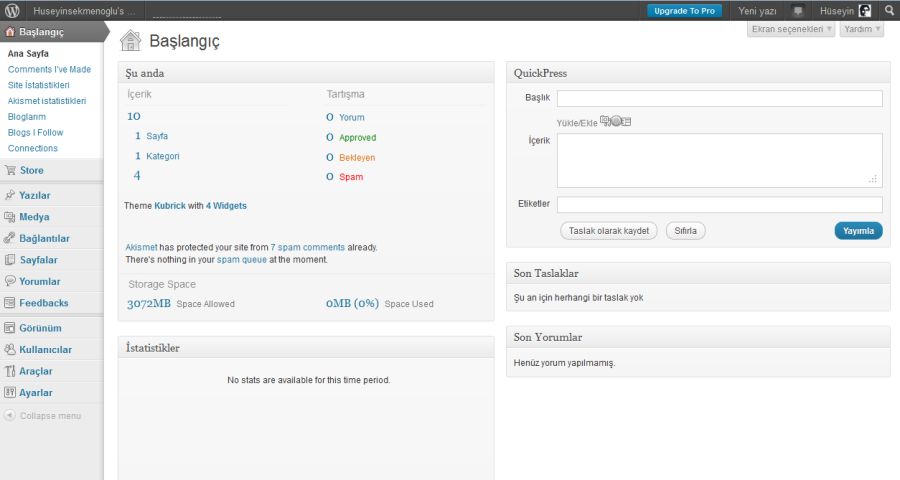 Huseyinsekmenoglu's ...
Upgrade To Pro
Yeni yazı
Hüseyin
Başlangıç
Ana Sayfa
Comments I've Made
Site İstatistikleri
Akismet istatistikleri
Bloglarım
Blogs I Follow
Connections
Store
Yazılar
Medya
Bağlantılar
Sayfalar
Yorumlar
Feedbacks
Görünüm
Kullanıcılar
Araçlar
Ayarlar
Collapse menu
Başlangıç
Ekran seçenekleri
Yardım
Şu anda
İçerik Tartışma
10 0 Yorum
1 Sayfa 0 Approved
1 Kategori 0 Bekleyen
4 0 Spam
Theme Kubrick with 4 Widgets
Akismet has protected your site from 7 spam comments already.
There's nothing in your spam queue at the moment.
Storage Space
3072MB Space Allowed 0MB (0%) Space Used
İstatistikler
No stats are available for this time period.
QuickPress
Başlık
Yükle/Ekle
İçerik
Etiketler
Taslak olarak kaydet
Sıfırla
Yayımla
Son Taslaklar
Şu an için herhangi bir taslak yok
Son Yorumlar
Henüz yorum yapılmamış.